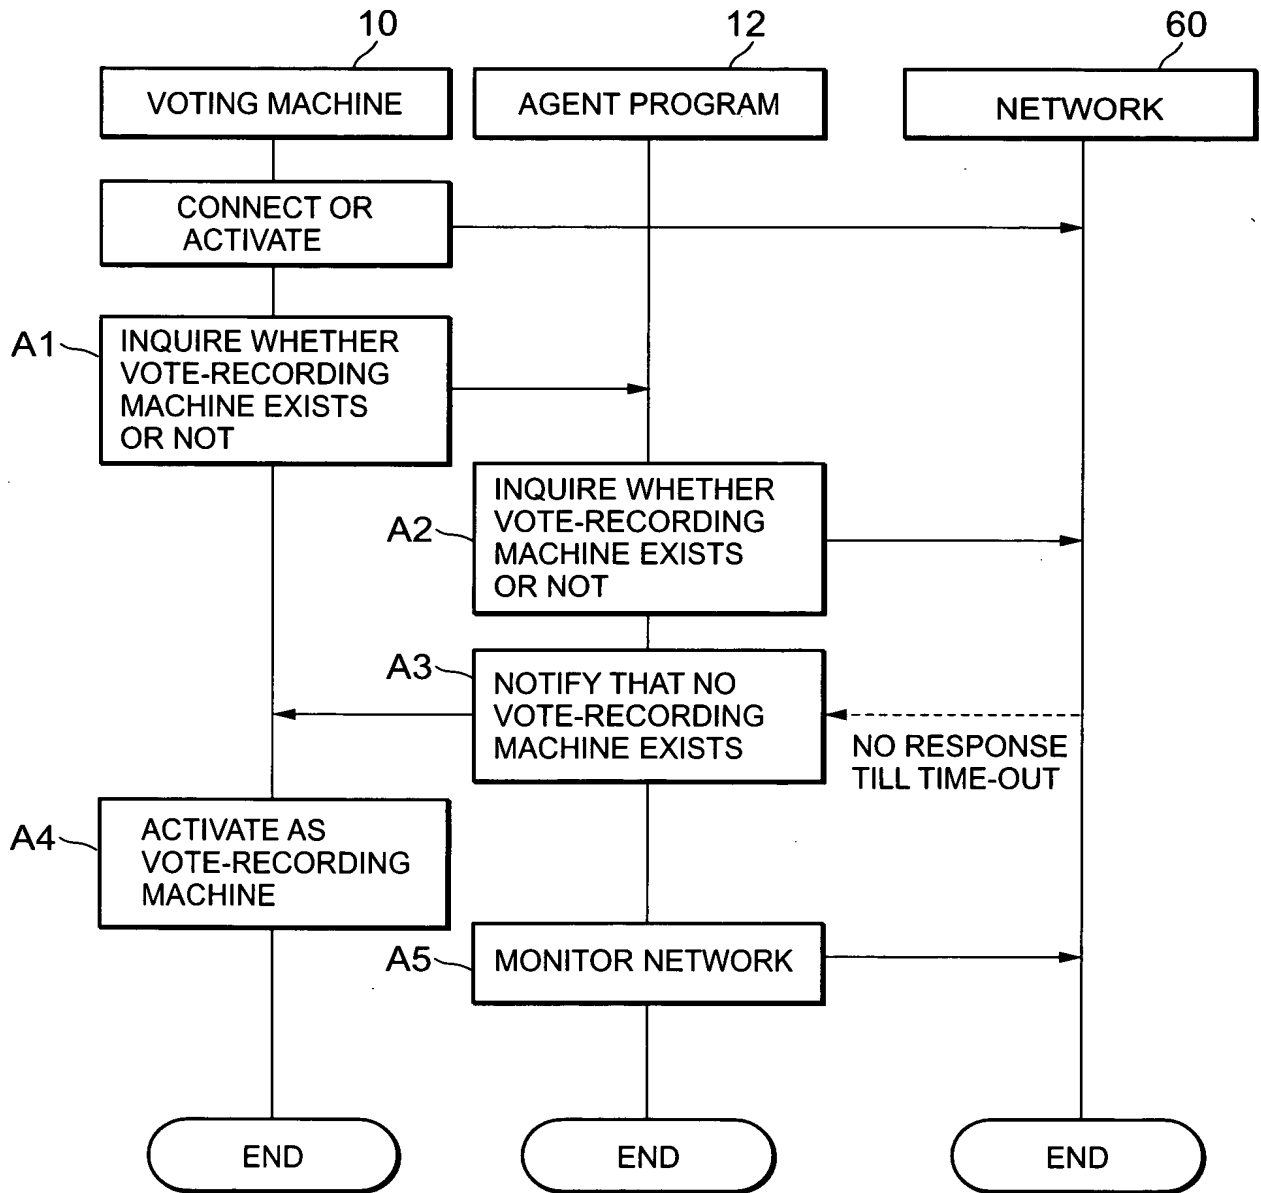 10
12
60
VOTING MACHINE
AGENT PROGRAM
NETWORK
CONNECT OR
ACTIVATE
A1
INQUIRE WHETHER
VOTE-RECORDING
MACHINE EXISTS
OR NOT
A2
INQUIRE WHETHER
VOTE-RECORDING
MACHINE EXISTS
OR NOT
A3
NOTIFY THAT NO
VOTE-RECORDING
MACHINE EXISTS
NO RESPONSE
TILL TIME-OUT
A4
ACTIVATE AS
VOTE-RECORDING
MACHINE
A5
MONITOR NETWORK
END
END
END